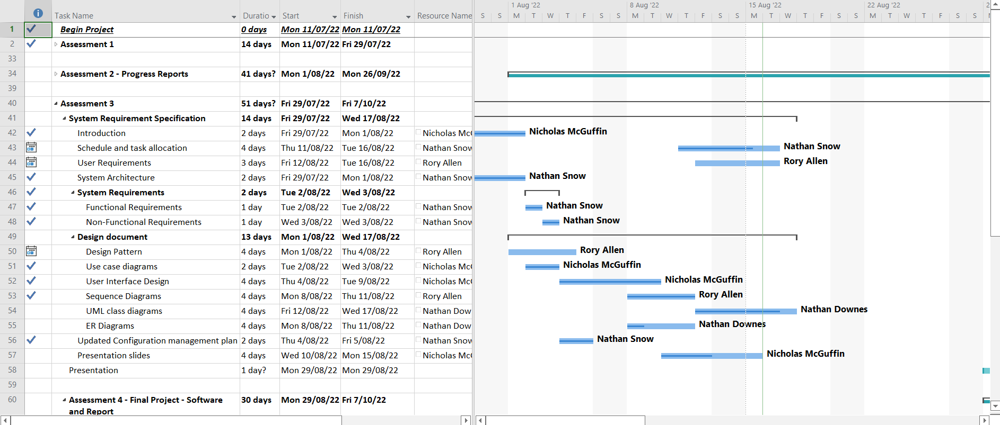 1 Aug '22 8 Aug '22 15 Aug '22 22 Aug '22 2
Task Name Duratio Start Finish Resource Name S S M T W T F S S M T W T F S S M T W T F S S M T W T F S S M
1 Begin Project 0 days Mon 11/07/22 Mon 11/07/22
2 Assessment 1 14 days Mon 11/07/22 Fri 29/07/22
33
34 Assessment 2 - Progress Reports 41 days? Mon 1/08/22 Mon 26/09/22
39
40 Assessment 3 51 days? Fri 29/07/22 Fri 7/10/22
41 System Requirement Specification 14 days Fri 29/07/22 Wed 17/08/22
42 Introduction 2 days Fri 29/07/22 Mon 1/08/22 Nicholas McG Nicholas McGuffin
43 Schedule and task allocation 4 days Thu 11/08/22 Tue 16/08/22 Nathan Snow Nathan Snow
44 User Requirements 3 days Fri 12/08/22 Tue 16/08/22 Rory Allen Rory Allen
45 System Architecture 2 days Fri 29/07/22 Mon 1/08/22 Nathan Snow Nathan Snow
46 System Requirements 2 days Tue 2/08/22 Wed 3/08/22
47 Functional Requirements 1 day Tue 2/08/22 Tue 2/08/22 Nathan Snow Nathan Snow
48 Non-Functional Requirements 1 day Wed 3/08/22 Wed 3/08/22 Nathan Snow Nathan Snow
49 Design document 13 days Mon 1/08/22 Wed 17/08/22
50 Design Pattern 4 days Mon 1/08/22 Thu 4/08/22 Rory Allen Rory Allen
51 Use case diagrams 2 days Tue 2/08/22 Wed 3/08/22 Nicholas McG Nicholas McGuffin
52 User Interface Design 4 days Thu 4/08/22 Tue 9/08/22 Nicholas McG Nicholas McGuffin
53 Sequence Diagrams 4 days Mon 8/08/22 Thu 11/08/22 Rory Allen Rory Allen
54 UML class diagrams 4 days Fri 12/08/22 Wed 17/08/22 Nathan Dow Nathan Downes
55 ER Diagrams 4 days Mon 8/08/22 Thu 11/08/22 Nathan Dow Nathan Downes
56 Updated Configuration management plan 2 days Thu 4/08/22 Fri 5/08/22 Nathan Snow Nathan Snow
57 Presentation slides 4 days Wed 10/08/22 Mon 15/08/22 Nicholas McG Nicholas McGuffin
58 Presentation 1 day? Mon 29/08/22 Mon 29/08/22
59
60 Assessment 4 - Final Project - Software 30 days Mon 29/08/22 Fri 7/10/22
and Report